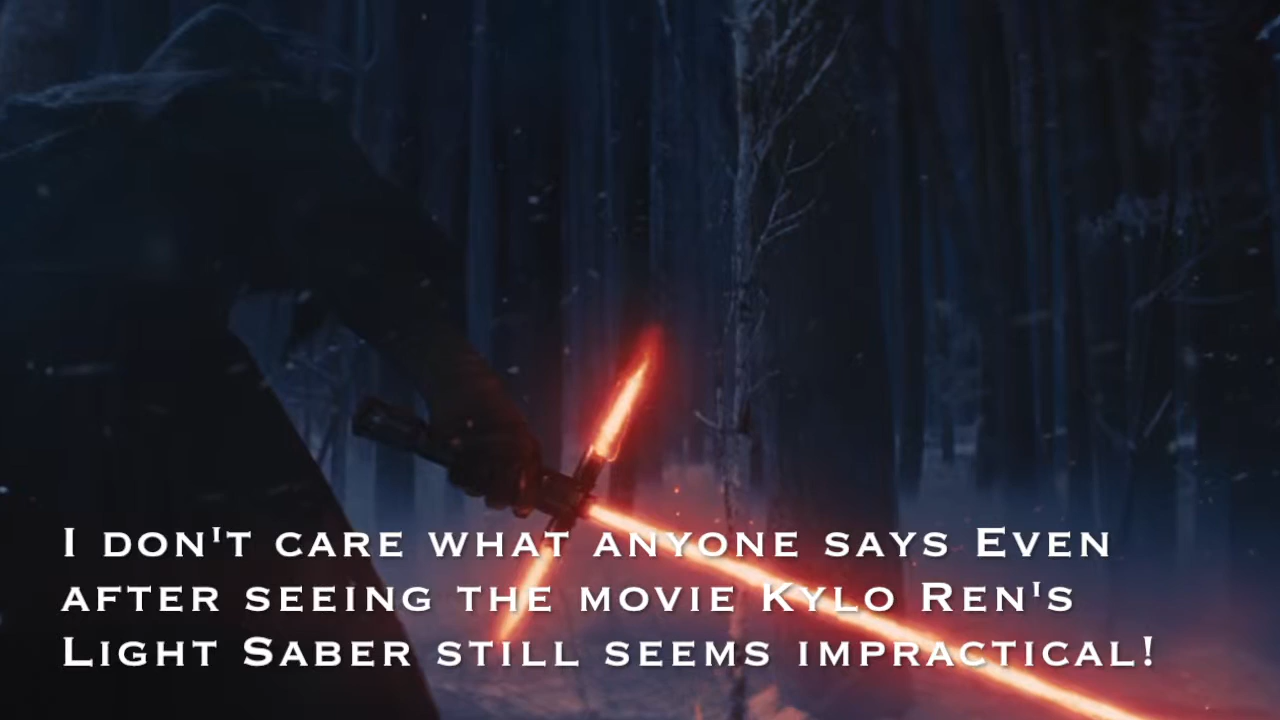 I don't care what anyone says Even
after seeing the movie Kylo Ren's
Light Saber still seems impractical!